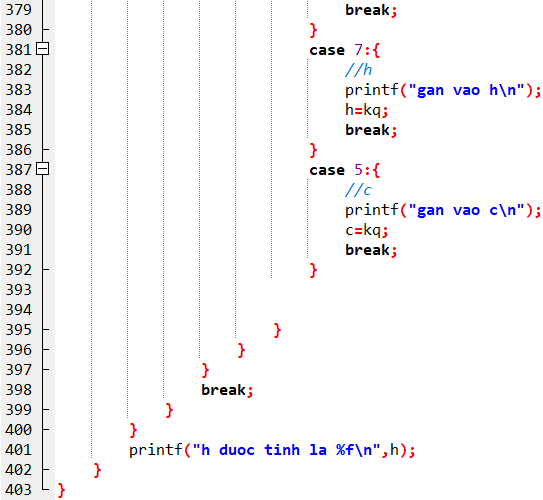 379 break;
380 }
381 case 7:{
382 //h
383 printf("gan vao h\n");
384 h=kq;
385 break;
386 }
387 case 5:{
388 //c
389 printf("gan vao c\n");
390 c=kq;
391 break;
392 }
393
394
395 }
396 }
397 }
398 break;
399 }
400 }
401 printf("h duoc tinh la %f\n",h);
402 }
403 }